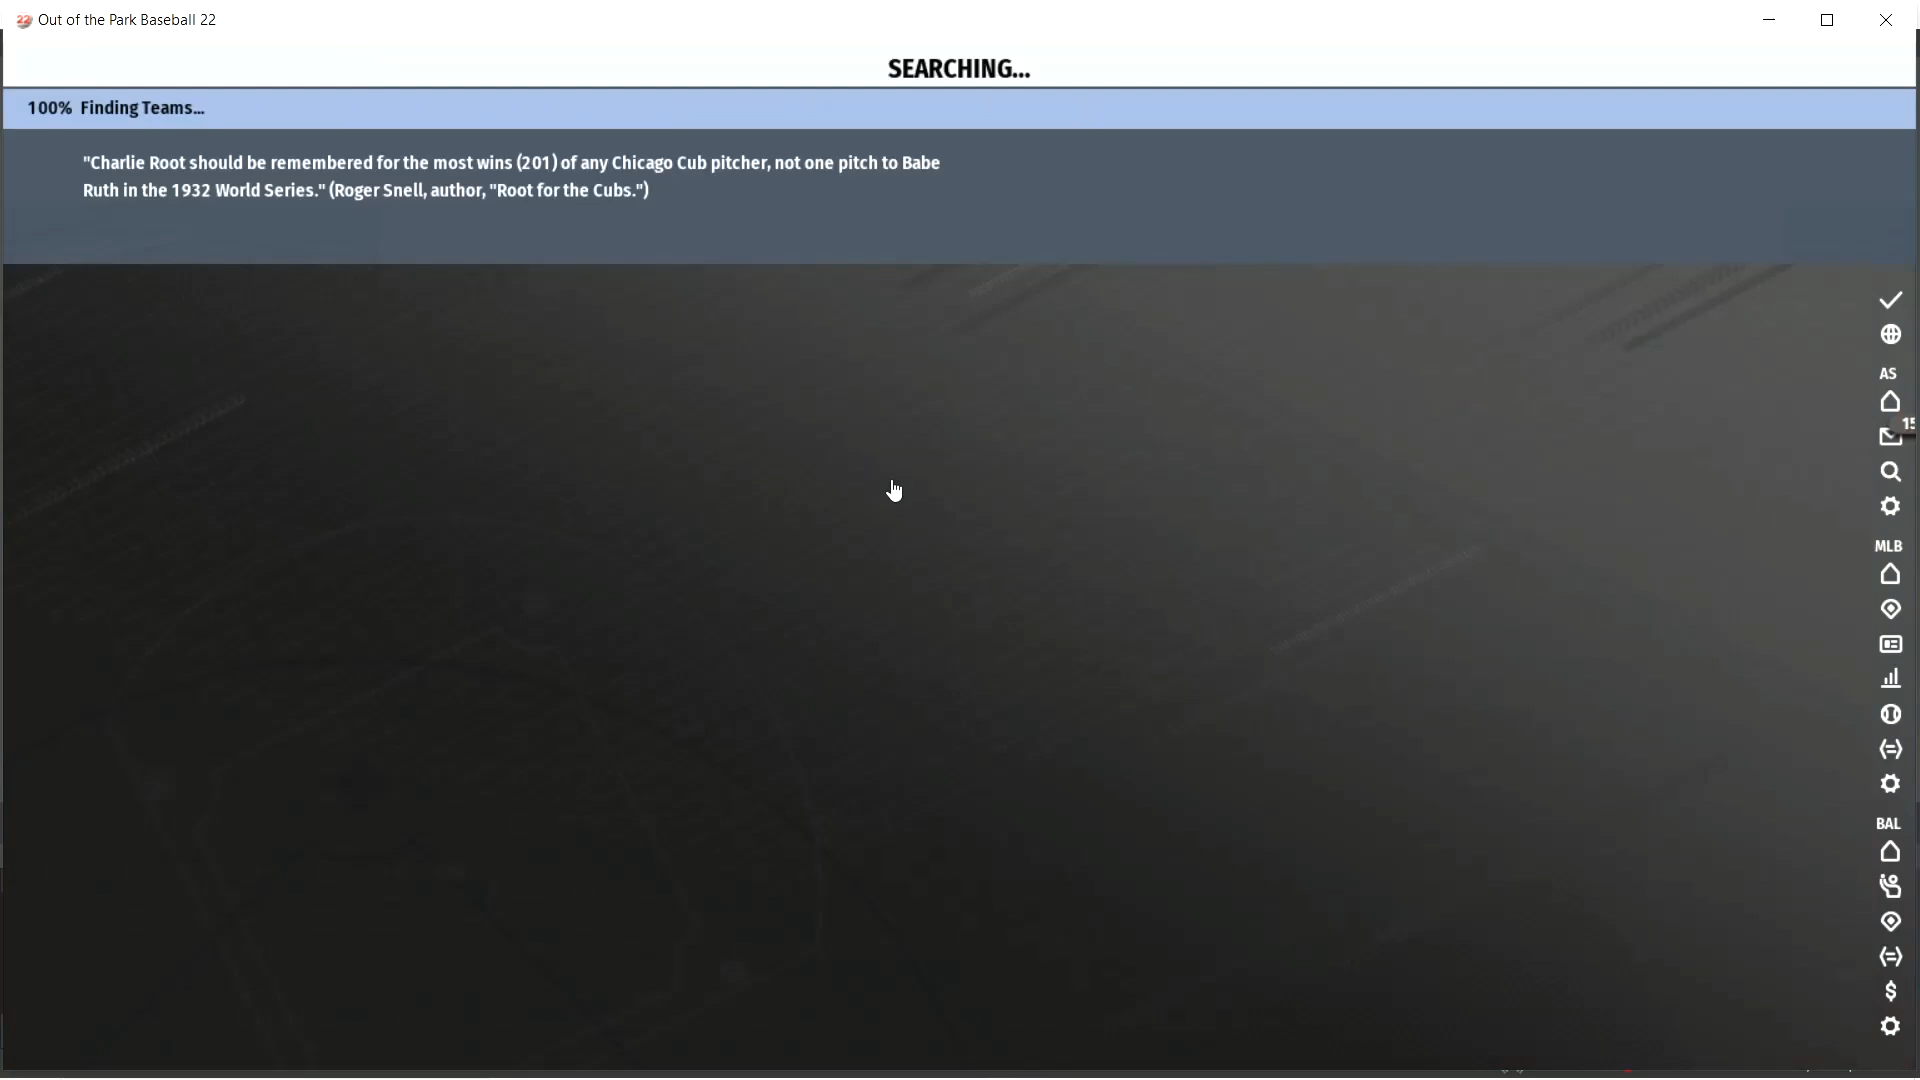 Out of the Park Baseball 22
SEARCHING...
100% Finding Teams...
"Charlie Root should be remembered for the most wins (201) of any Chicago Cub pitcher, not one pitch to Babe
Ruth in the 1932 World Series." (Roger Snell, author, "Root for the Cubs.")
AS
15
MLB
BAL